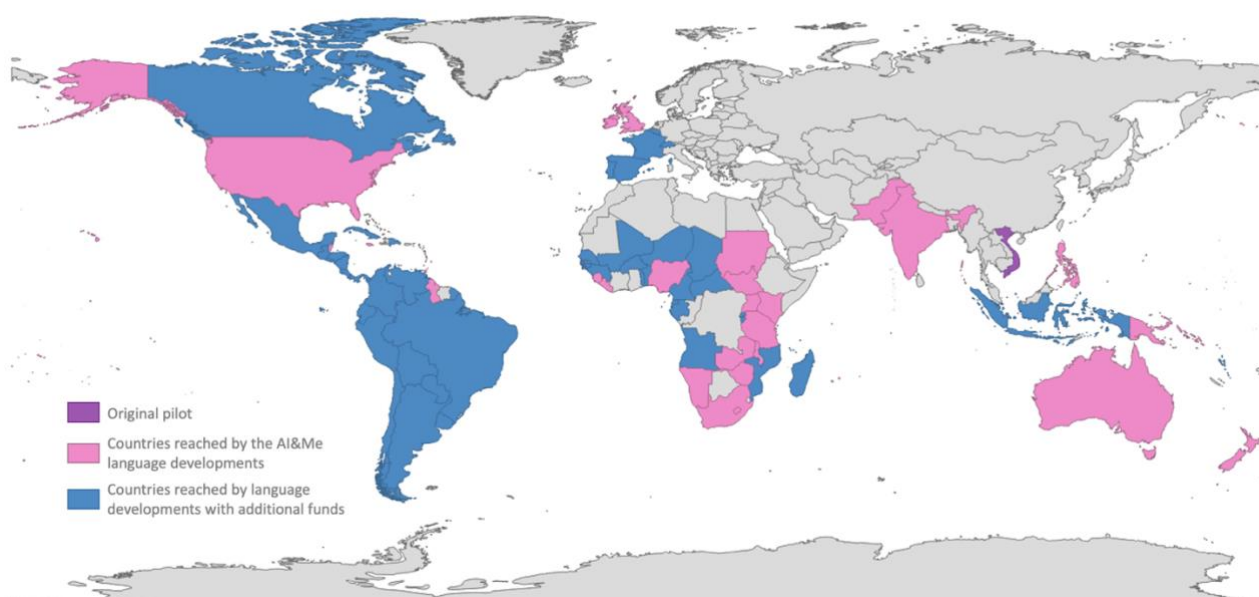 Original pilot
Countries reached by the AI&Me
language developments
Countries reached by language
developments with additional funds